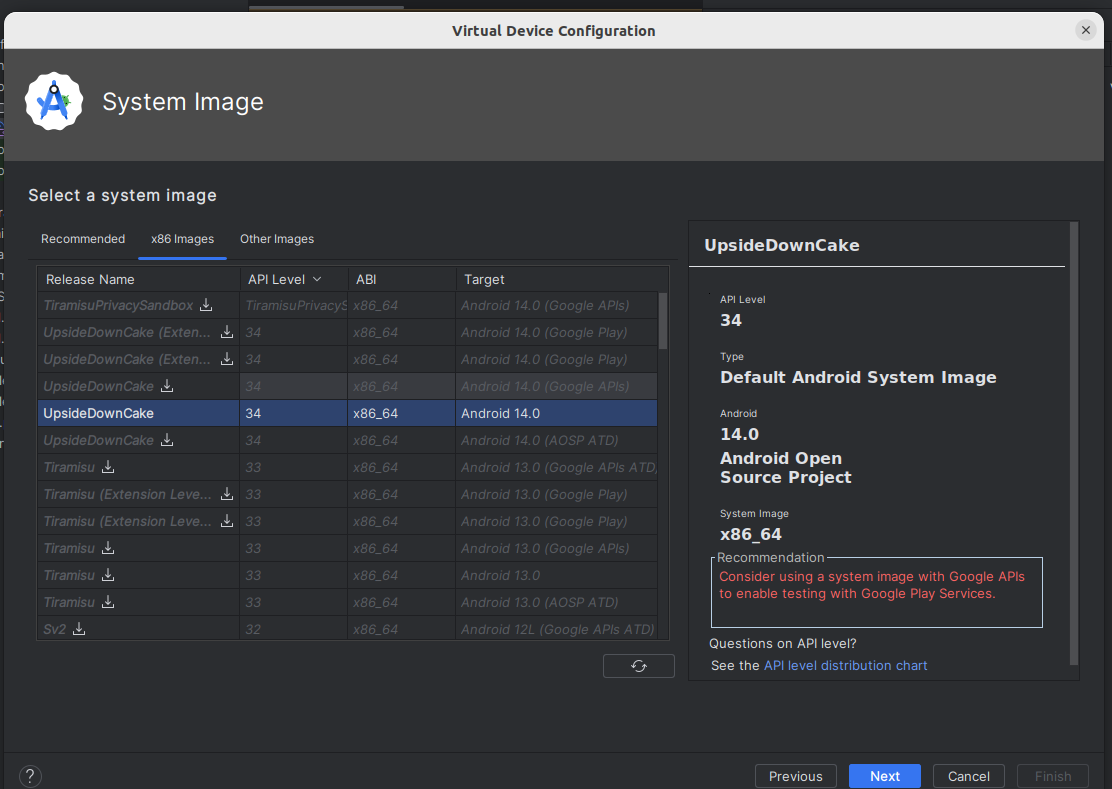 Virtual Device Configuration
System Image
Select a system image
Recommended x86 Images Other Images
Release Name API Level ABI Target
TiramisuPrivacySandbox TiramisuPrivacyS x86_64 Android 14.0 (Google APIs)
UpsideDownCake (Exten... 34 x86_64 Android 14.0 (Google Play)
UpsideDownCake (Exten... 34 x86_64 Android 14.0 (Google Play)
UpsideDownCake 34 x86_64 Android 14.0 (Google APIs)
UpsideDownCake 34 x86_64 Android 14.0
UpsideDownCake 34 x86_64 Android 14.0 (AOSP ATD)
Tiramisu 33 x86_64 Android 13.0 (Google APIs ATD)
Tiramisu (Extension Leve... 33 x86_64 Android 13.0 (Google Play)
Tiramisu (Extension Leve... 33 x86_64 Android 13.0 (Google Play)
Tiramisu 33 x86_64 Android 13.0 (Google APIs)
Tiramisu 33 x86_64 Android 13.0
Tiramisu 33 x86_64 Android 13.0 (AOSP ATD)
Sv2 32 x86_64 Android 12L (Google APIs ATD)
UpsideDownCake
API Level
34
Type
Default Android System Image
Android
14.0
Android Open
Source Project
System Image
x86_64
Recommendation
Consider using a system image with Google APIs
to enable testing with Google Play Services.
Questions on API level?
See the API level distribution chart
? Previous Next Cancel Finish